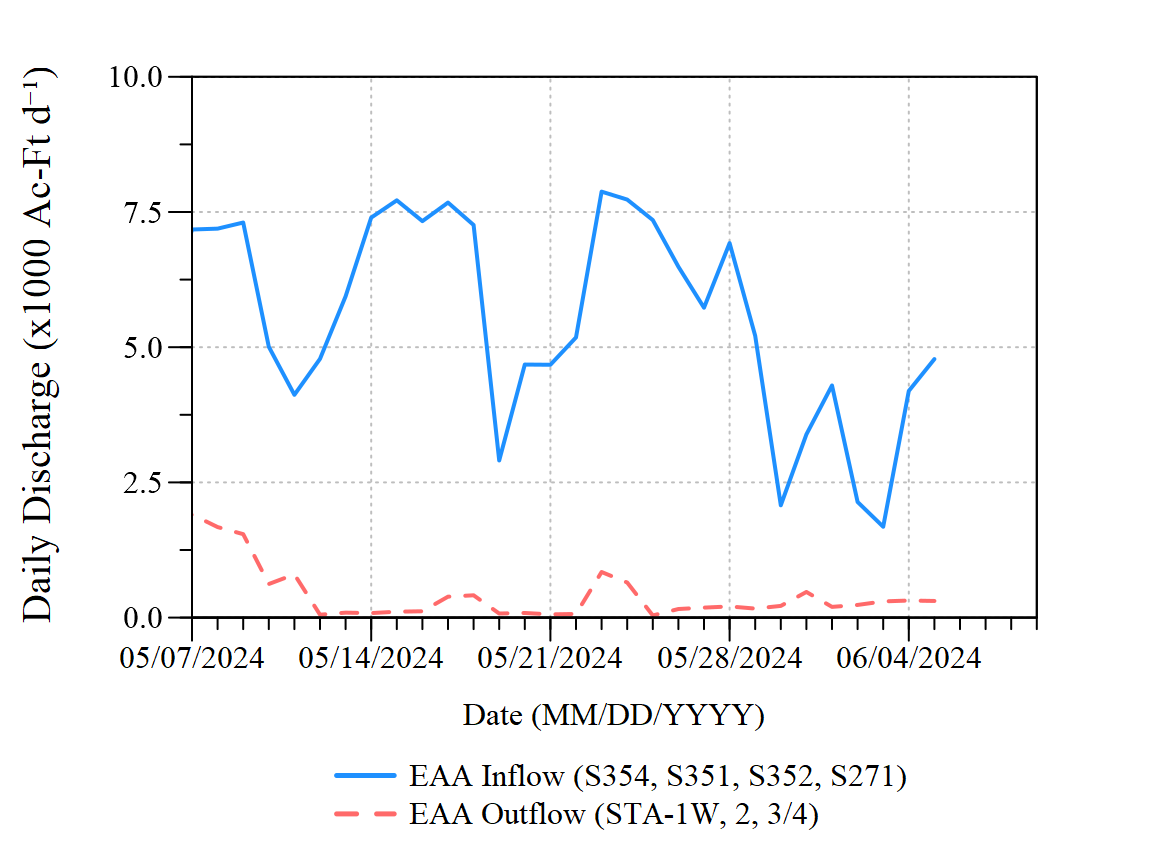 Daily Discharge (x1000 Ac-Ft d⁻¹)
10.0
7.5
5.0
2.5
0.0
05/07/2024 05/14/2024 05/21/2024 05/28/2024 06/04/2024
Date (MM/DD/YYYY)
EAA Inflow (S354, S351, S352, S271)
EAA Outflow (STA-1W, 2, 3/4)